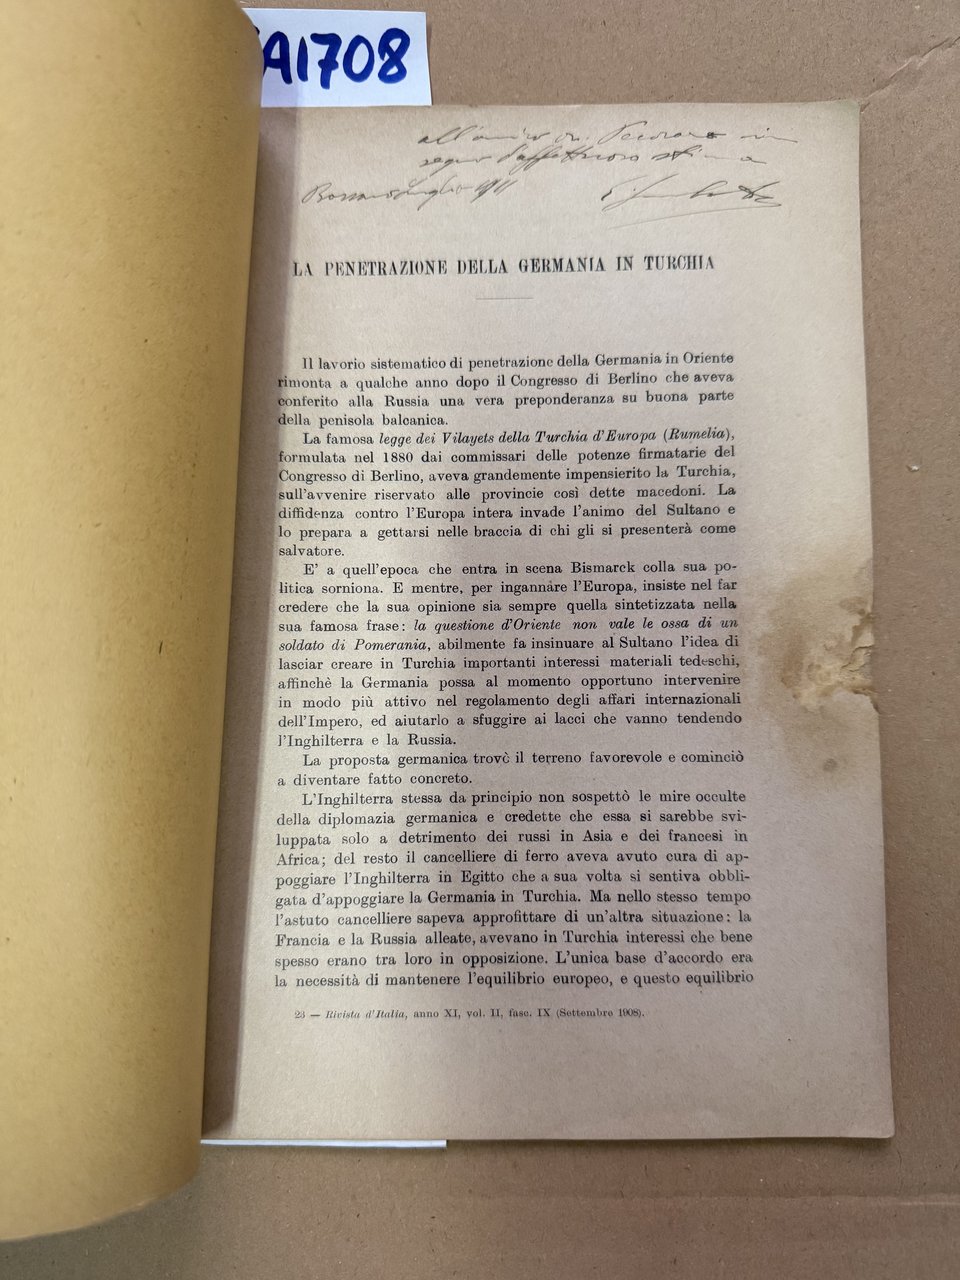 A1708
all'amico On. Pecoraro in
segno d'affettuosa stima
Bassano Luglio 1911
LA PENETRAZIONE DELLA GERMANIA IN TURCHIA
Il lavorio sistematico di penetrazione della Germania in Oriente
rimonta a qualche anno dopo il Congresso di Berlino che aveva
conferito alla Russia una vera preponderanza su buona parte
della penisola balcanica.
La famosa legge dei Vilayets della Turchia d'Europa (Rumelia),
formulata nel 1880 dai commissari delle potenze firmatarie del
Congresso di Berlino, aveva grandemente impensierito la Turchia,
sull'avvenire riservato alle provincie così dette macedoni. La
diffidenza contro l'Europa intera invade l'animo del Sultano e
lo prepara a gettarsi nelle braccia di chi gli si presenterà come
salvatore.
E' a quell'epoca che entra in scena Bismarck colla sua po-
litica sorniona. E mentre, per ingannare l'Europa, insiste nel far
credere che la sua opinione sia sempre quella sintetizzata nella
sua famosa frase: la questione d'Oriente non vale le ossa di un
soldato di Pomerania, abilmente fa insinuare al Sultano l'idea di
lasciar creare in Turchia importanti interessi materiali tedeschi,
affinchè la Germania possa al momento opportuno intervenire
in modo più attivo nel regolamento degli affari internazionali
dell'Impero, ed aiutarlo a sfuggire ai lacci che vanno tendendo
l'Inghilterra e la Russia.
La proposta germanica trovò il terreno favorevole e cominciò
a diventare fatto concreto.
L'Inghilterra stessa da principio non sospettò le mire occulte
della diplomazia germanica e credette che essa si sarebbe svi-
luppata solo a detrimento dei russi in Asia e dei francesi in
Africa; del resto il cancelliere di ferro aveva avuto cura di ap-
poggiare l'Inghilterra in Egitto che a sua volta si sentiva obbli-
gata d'appoggiare la Germania in Turchia. Ma nello stesso tempo
l'astuto cancelliere sapeva approfittare di un'altra situazione: la
Francia e la Russia alleate, avevano in Turchia interessi che bene
spesso erano tra loro in opposizione. L'unica base d'accordo era
la necessità di mantenere l'equilibrio europeo, e questo equilibrio
23 — Rivista d'Italia, anno XI, vol. II, fasc. IX (Settembre 1908).